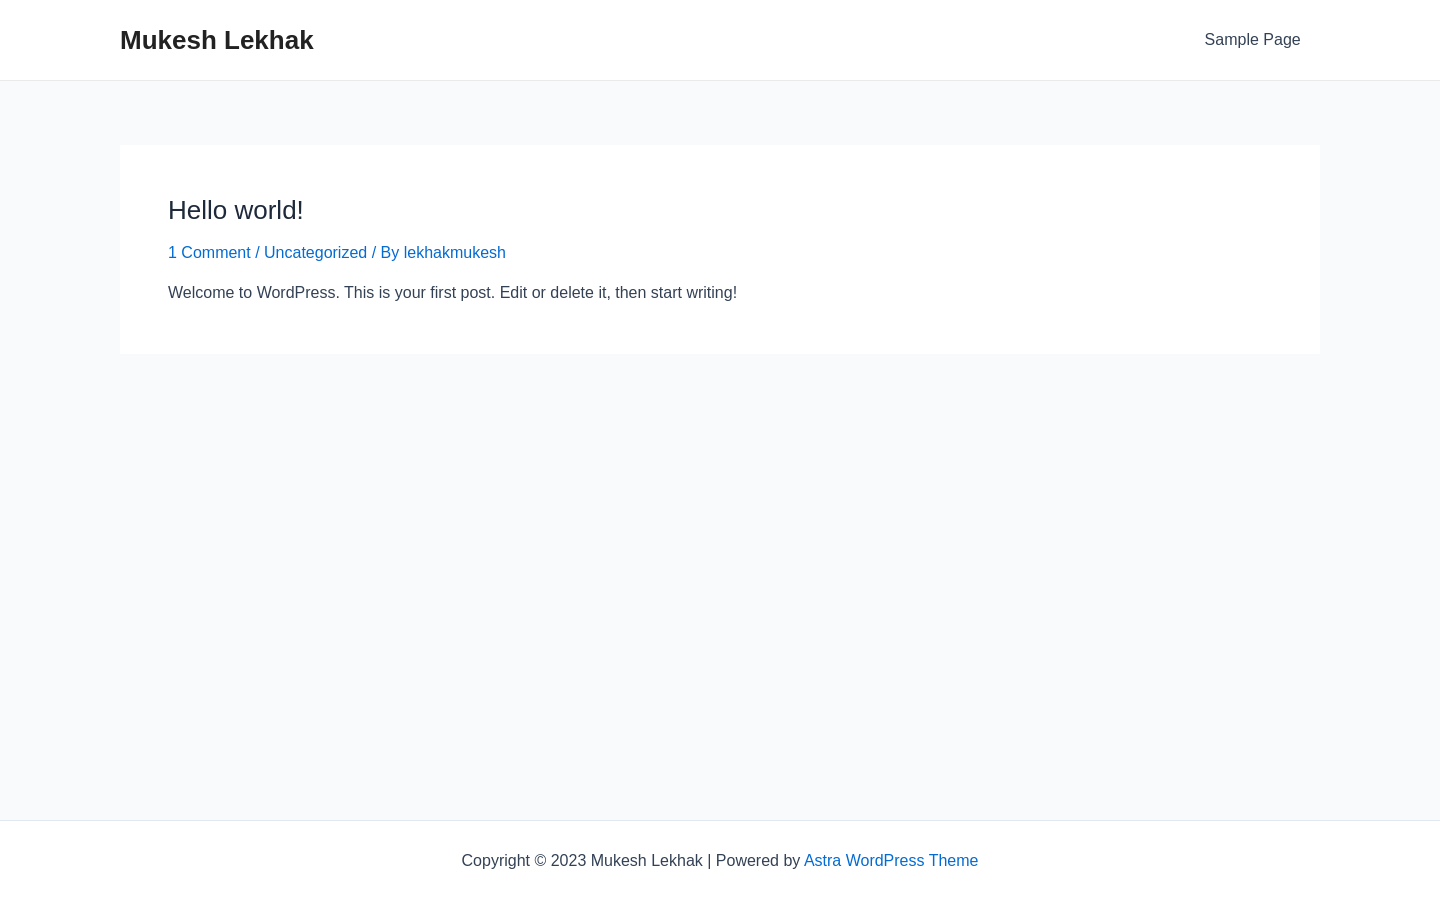 Mukesh Lekhak
Sample Page
Hello world!
1 Comment / Uncategorized / By lekhakmukesh
Welcome to WordPress. This is your first post. Edit or delete it, then start writing!
Copyright © 2023 Mukesh Lekhak | Powered by Astra WordPress Theme